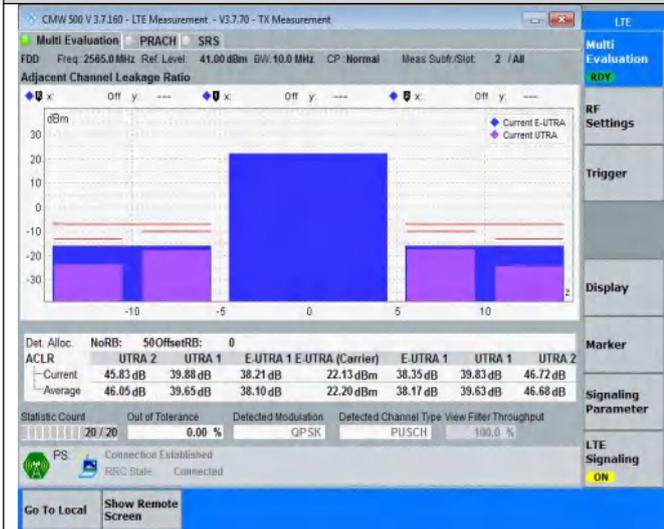 CMW 500 V 3.7.160 - LTE Measurement - V3.7.70 - TX Measurement
LTE
Multi Evaluation PRACH SRS
Multi Evaluation
RDY
FDD Freq: 2565.0 MHz Ref. Level: 41.00 dBm BW: 10.0 MHz CP :Normal Meas Subfr./Slot: 2 / All
Adjacent Channel Leakage Ratio
x: Off y: --- x: Off y: --- x: Off y: ---
dBm
Current E-UTRA
Current UTRA
30
20
10
0
-10
-20
-30
-10 -5 0 5 10
RF Settings
Trigger
Display
Marker
Signaling Parameter
LTE Signaling
ON
Det. Alloc. NoRB: 50 OffsetRB: 0
ACLR UTRA 2 UTRA 1 E-UTRA 1 E-UTRA (Carrier) E-UTRA 1 UTRA 1 UTRA 2
Current 45.83 dB 39.88 dB 38.21 dB 22.13 dBm 38.35 dB 39.83 dB 46.72 dB
Average 46.05 dB 39.65 dB 38.10 dB 22.20 dBm 38.17 dB 39.63 dB 46.68 dB
Statistic Count Out of Tolerance Detected Modulation Detected Channel Type View Filter Throughput
20 / 20 0.00 % QPSK PUSCH 100.0 %
PS: Connection Established
RRC State Connected
Go To Local
Show Remote Screen